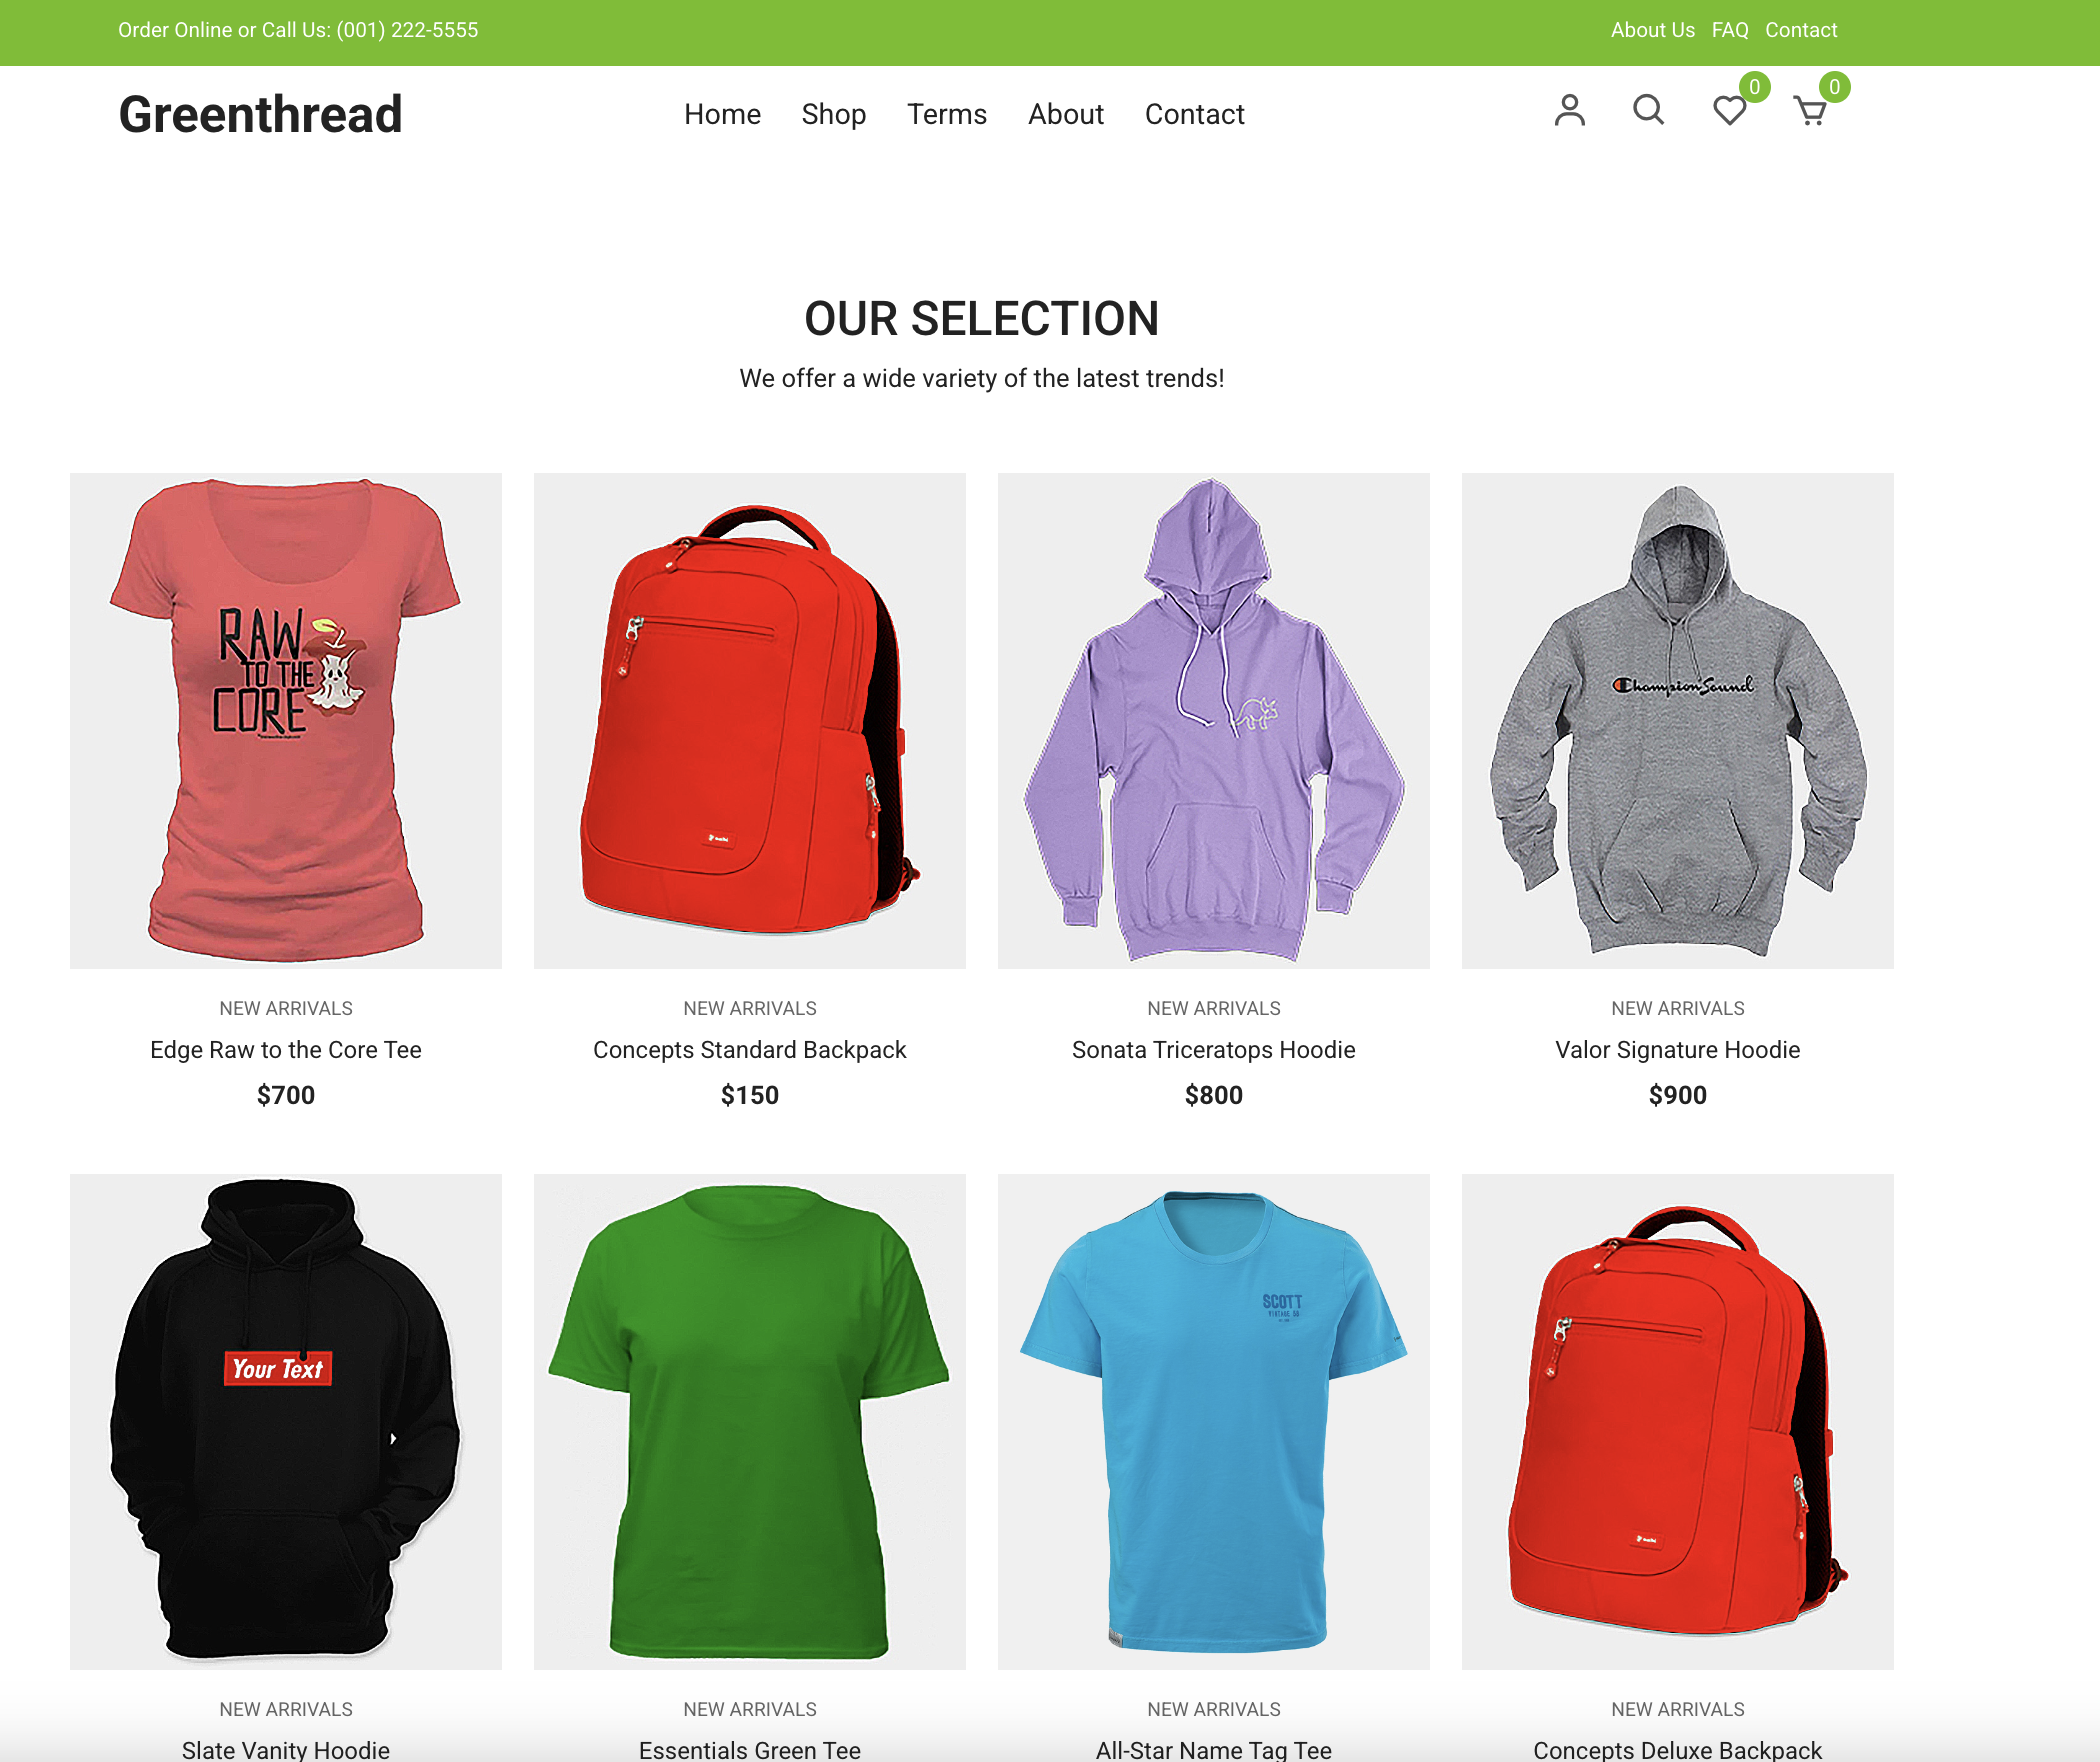 Order Online or Call Us: (001) 222-5555
About Us FAQ Contact
Greenthread
Home Shop Terms About Contact
0
0
OUR SELECTION
We offer a wide variety of the latest trends!
RAW
TO THE
CORE
Champion Sound
NEW ARRIVALS
Edge Raw to the Core Tee
$700
NEW ARRIVALS
Concepts Standard Backpack
$150
NEW ARRIVALS
Sonata Triceratops Hoodie
$800
NEW ARRIVALS
Valor Signature Hoodie
$900
Your Text
SCOTT
VINTAGE 58
NEW ARRIVALS
Slate Vanity Hoodie
NEW ARRIVALS
Essentials Green Tee
NEW ARRIVALS
All-Star Name Tag Tee
NEW ARRIVALS
Concepts Deluxe Backpack